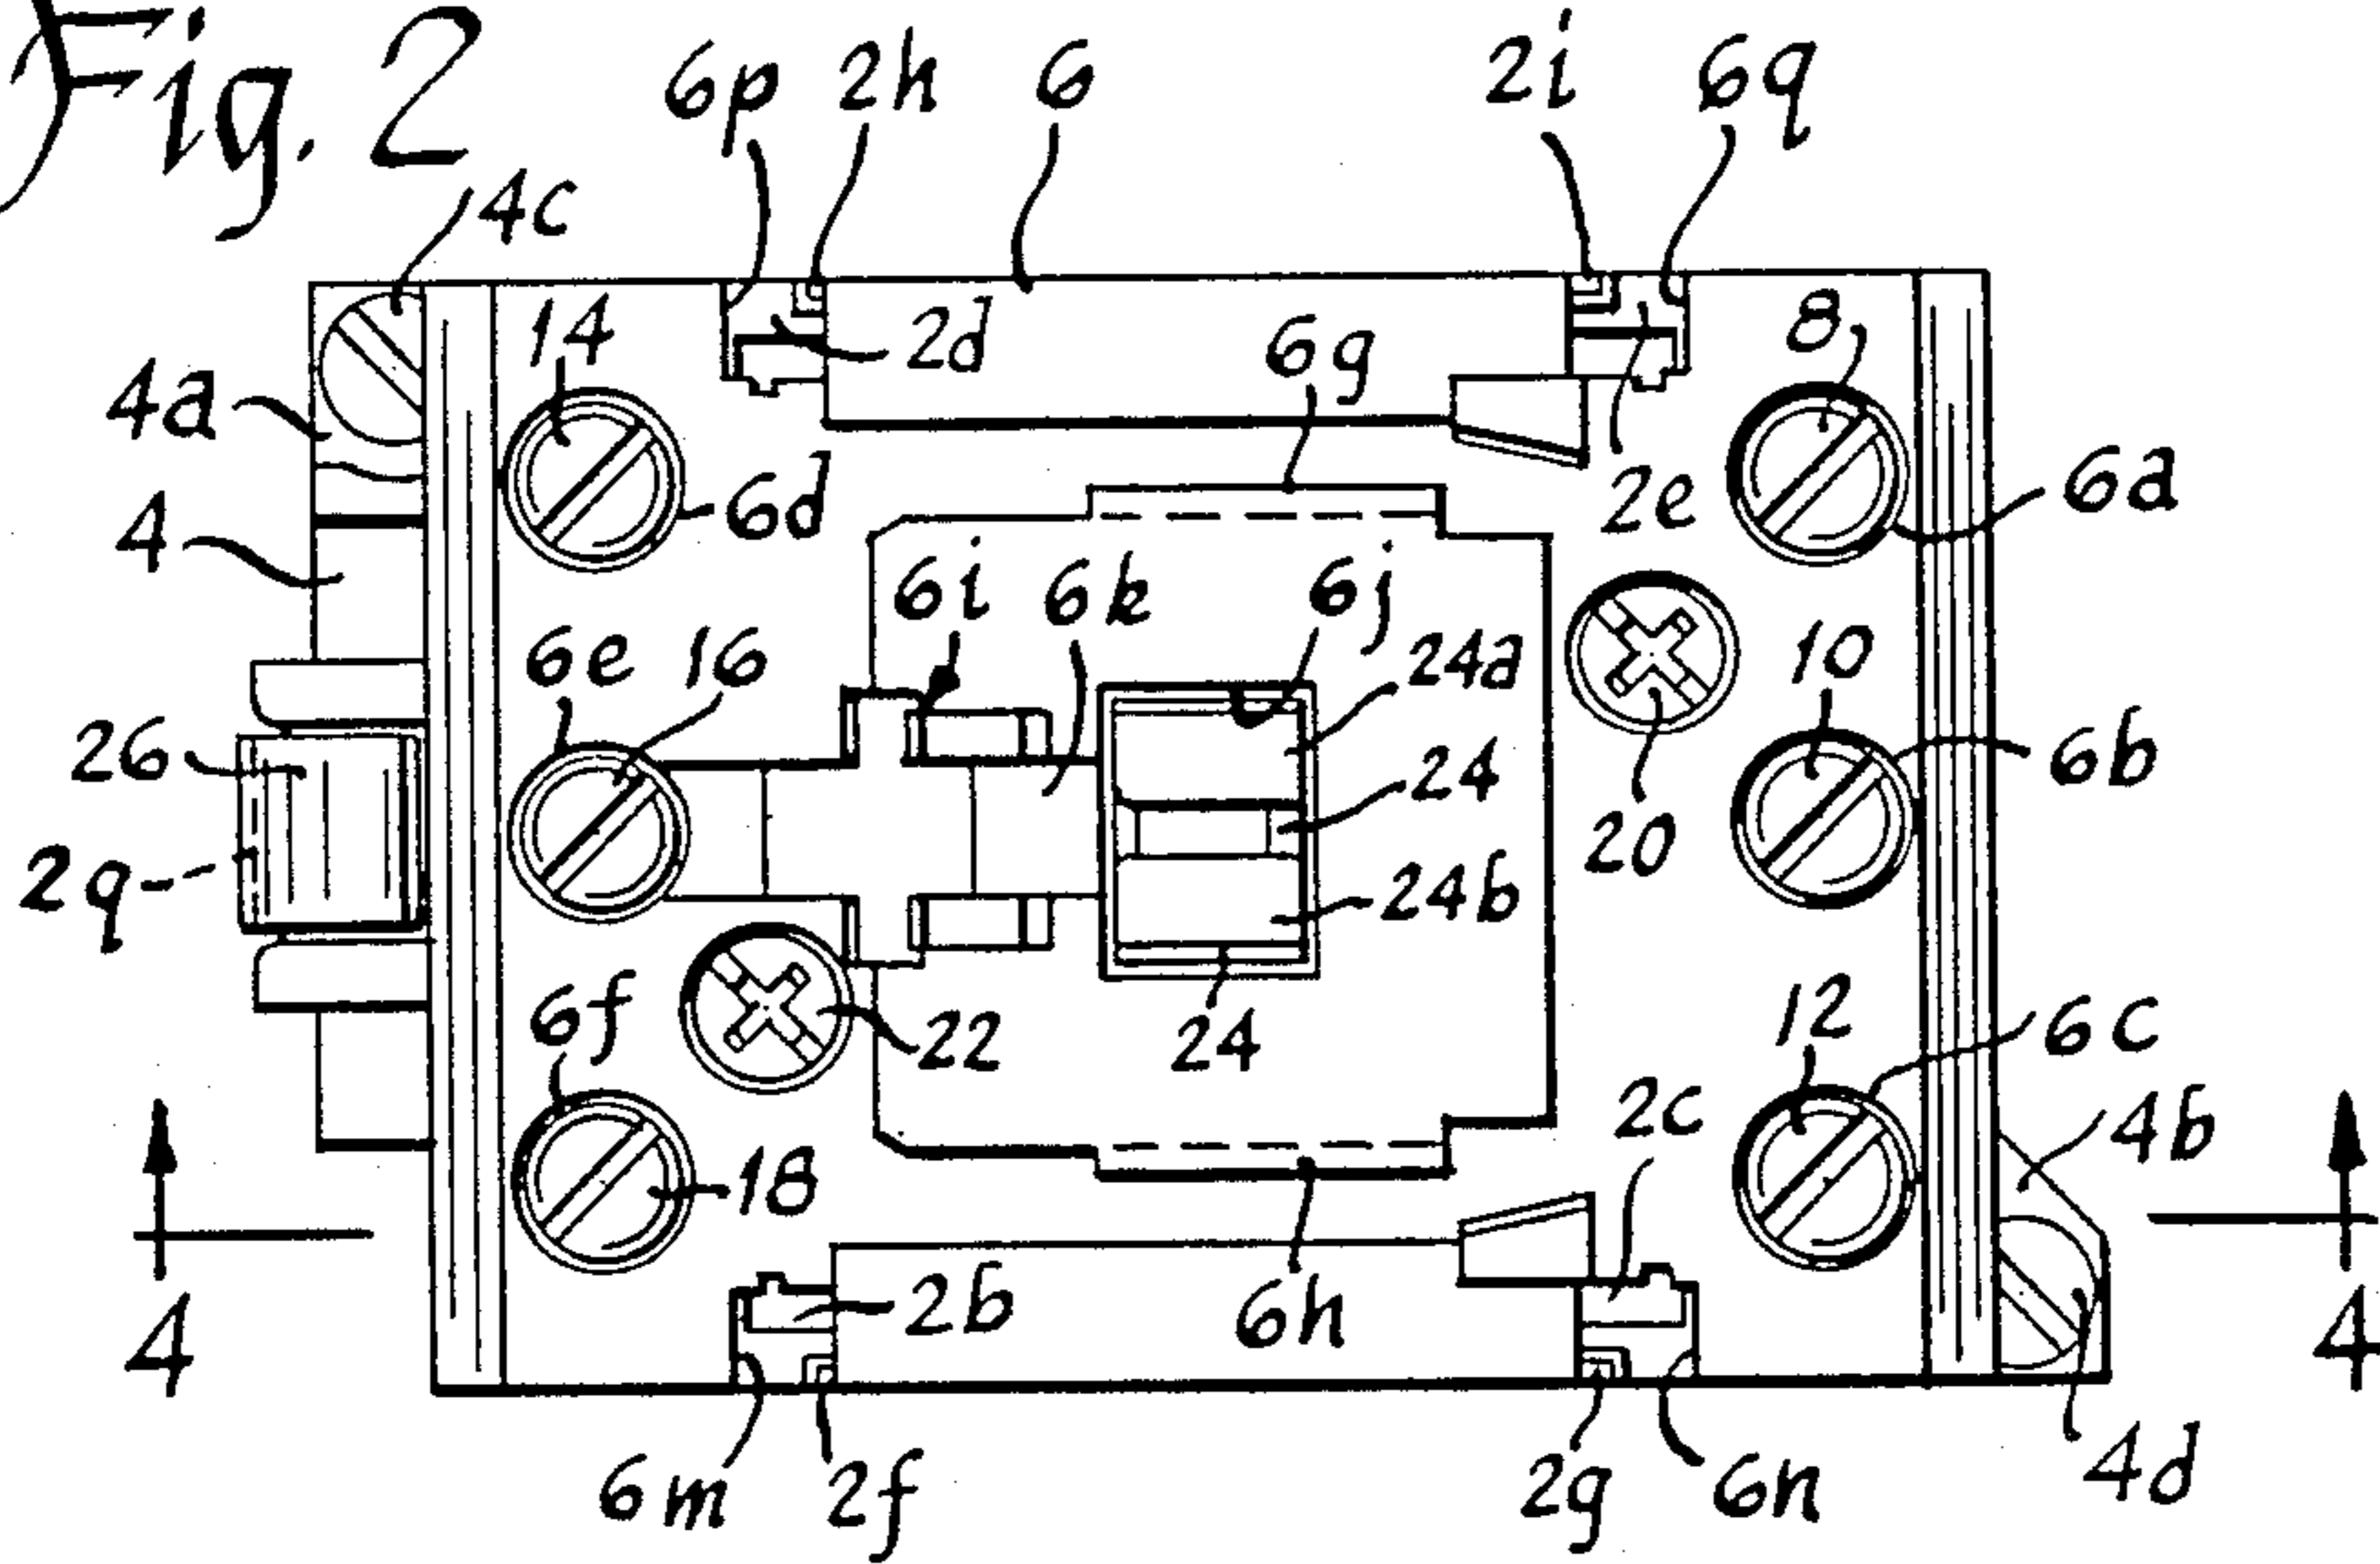 Fig. 2
6p 2h 6 2i 6q
4c
14 2d 6g 8
4a
6d 2e 6a
4
6i 6k 6j
6e 16 24a 10
26 24 6b
20
2q
24b
6f 22 24 12 6c
2c 4b
18
2b 6h
4 4
6m 2f 2g 6n 4d